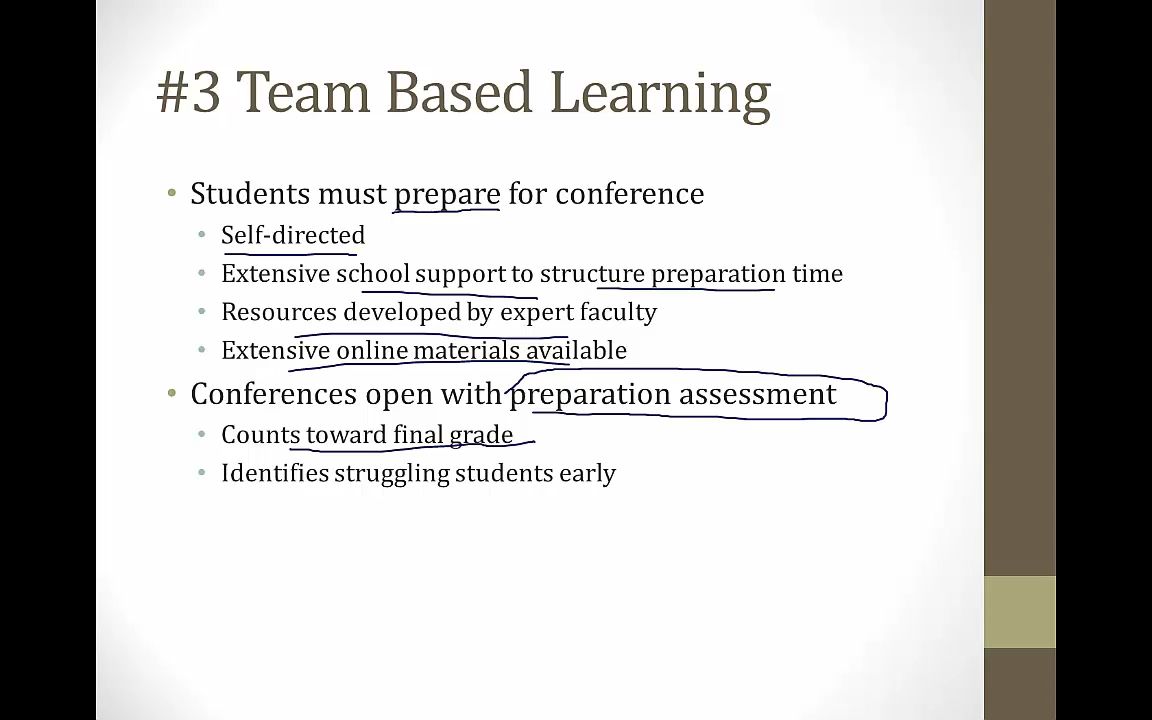 #3 Team Based Learning
• Students must prepare for conference
• Self-directed
• Extensive school support to structure preparation time
• Resources developed by expert faculty
• Extensive online materials available
• Conferences open with preparation assessment
• Counts toward final grade
• Identifies struggling students early